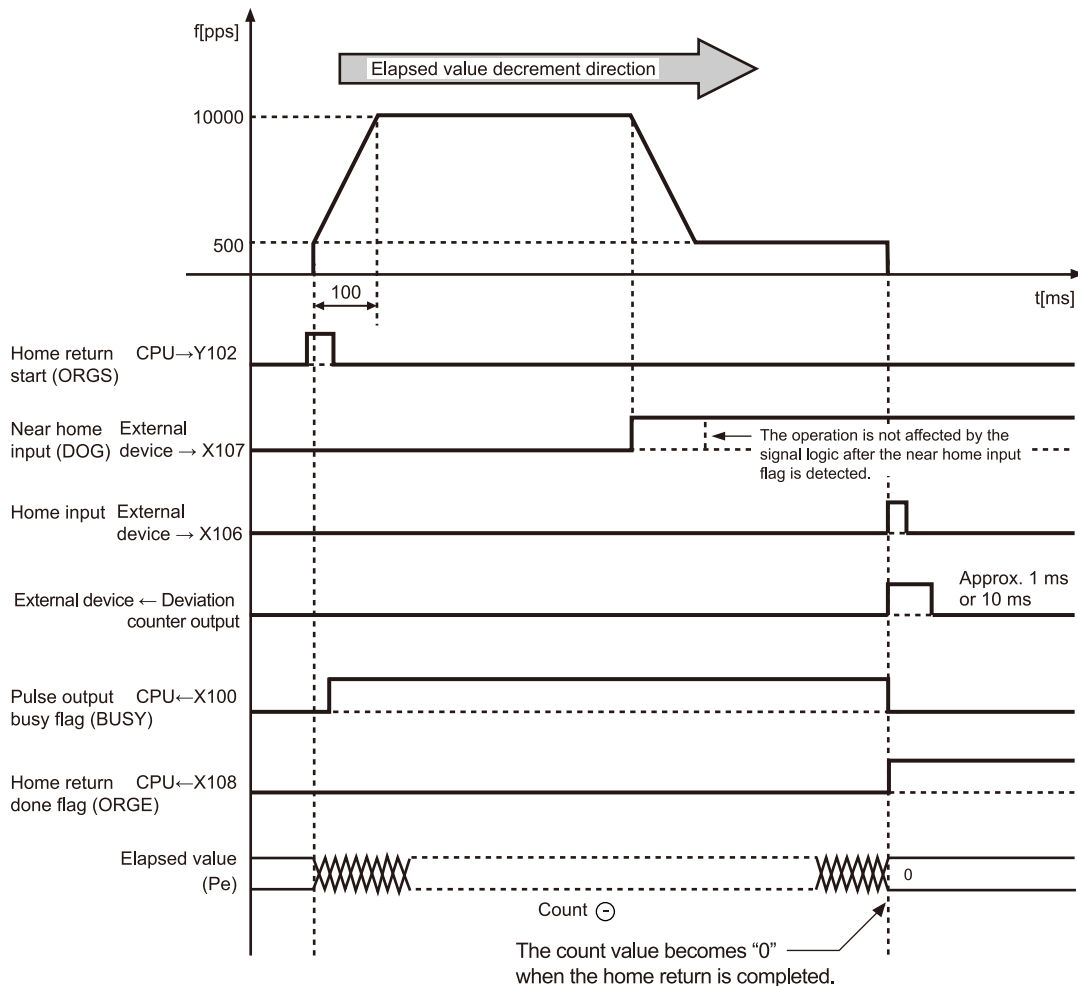 f[pps]
Elapsed value decrement direction
10000
500
100
t[ms]
Home return CPU→Y102
start (ORGS)
Near home External
input (DOG) device → X107
The operation is not affected by the
signal logic after the near home input
flag is detected.
Home input External
device → X106
External device ← Deviation
counter output
Approx. 1 ms
or 10 ms
Pulse output CPU←X100
busy flag (BUSY)
Home return CPU←X108
done flag (ORGE)
Elapsed value
(Pe)
0
Count ⊖
The count value becomes “0”
when the home return is completed.